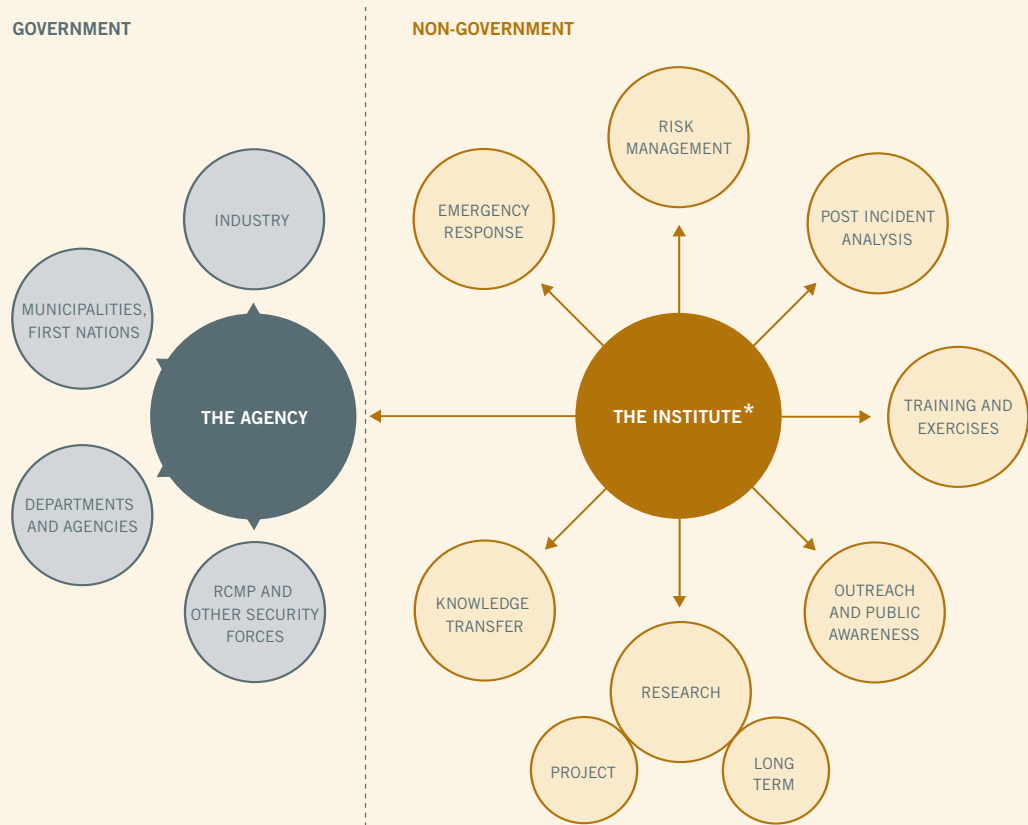 GOVERNMENT
INDUSTRY
MUNICIPALITIES,
FIRST NATIONS
THE AGENCY
DEPARTMENTS
AND AGENCIES
RCMP AND
OTHER SECURITY
FORCES
NON-GOVERNMENT
RISK
MANAGEMENT
EMERGENCY
RESPONSE
POST INCIDENT
ANALYSIS
THE INSTITUTE*
TRAINING AND
EXERCISES
KNOWLEDGE
TRANSFER
OUTREACH
AND PUBLIC
AWARENESS
RESEARCH
PROJECT
LONG
TERM